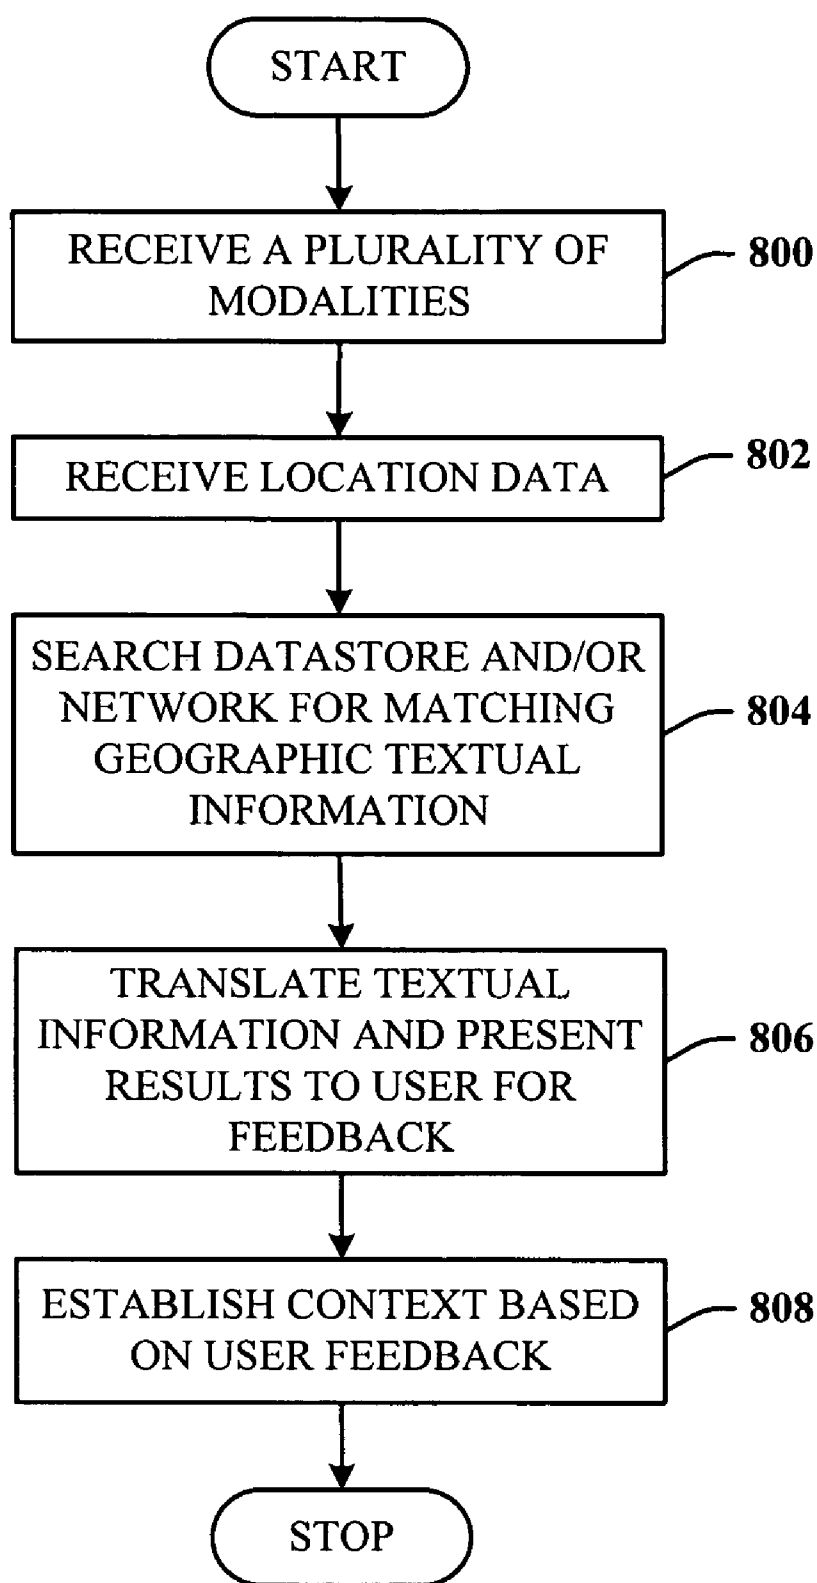 START
RECEIVE A PLURALITY OF
MODALITIES
800
RECEIVE LOCATION DATA
802
SEARCH DATASTORE AND/OR
NETWORK FOR MATCHING
GEOGRAPHIC TEXTUAL
INFORMATION
804
TRANSLATE TEXTUAL
INFORMATION AND PRESENT
RESULTS TO USER FOR
FEEDBACK
806
ESTABLISH CONTEXT BASED
ON USER FEEDBACK
808
STOP